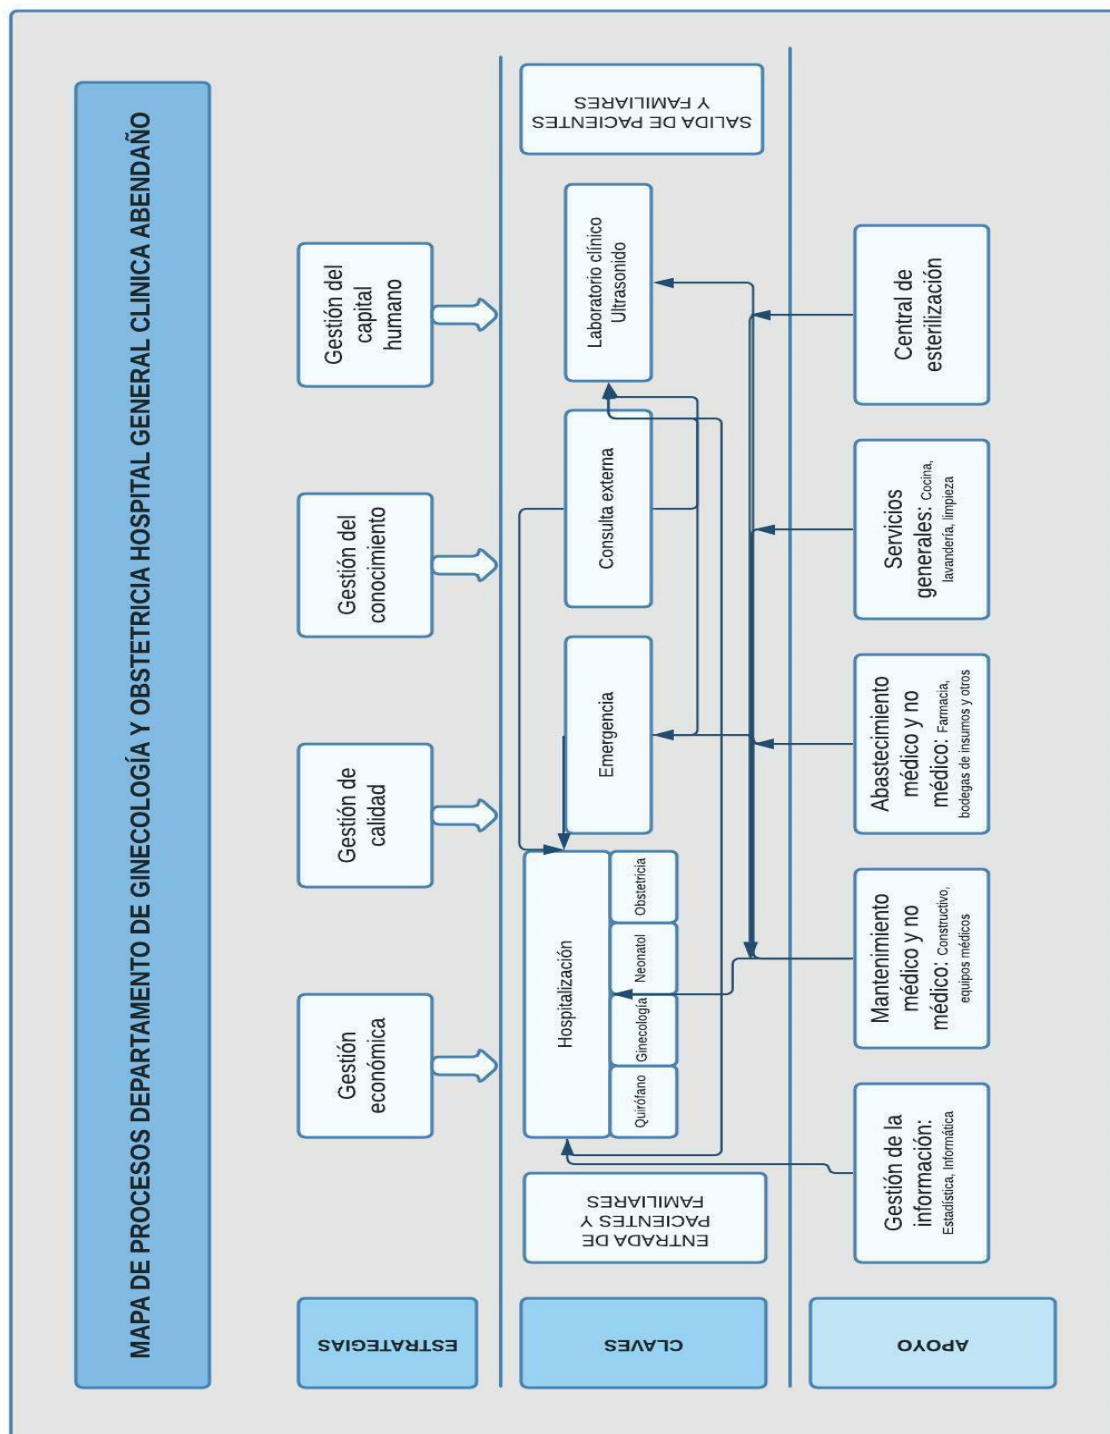 MAPA DE PROCESOS DEPARTAMENTO DE GINECOLOGÍA Y OBSTETRICIA HOSPITAL GENERAL CLINICA ABENDAÑO
ESTRATEGIAS
Gestión
económica
Gestión de
calidad
Gestión del
conocimiento
Gestión del
capital
humano
CLAVES
ENTRADA DE
PACIENTES Y
FAMILIARES
Hospitalización
Quirófano
Ginecología
Neonatol
Obstetricia
Emergencia
Consulta externa
Laboratorio clínico
Ultrasonido
SALIDA DE PACIENTES
Y FAMILIARES
APOYO
Gestión de la
información:
Estadística, Informática
Mantenimiento
médico y no
médico: Constructivo,
equipos médicos
Abastecimiento
médico y no
médico: Farmacia,
bodegas de insumos y otros
Servicios
generales: Cocina,
lavandería, limpieza
Central de
esterilización